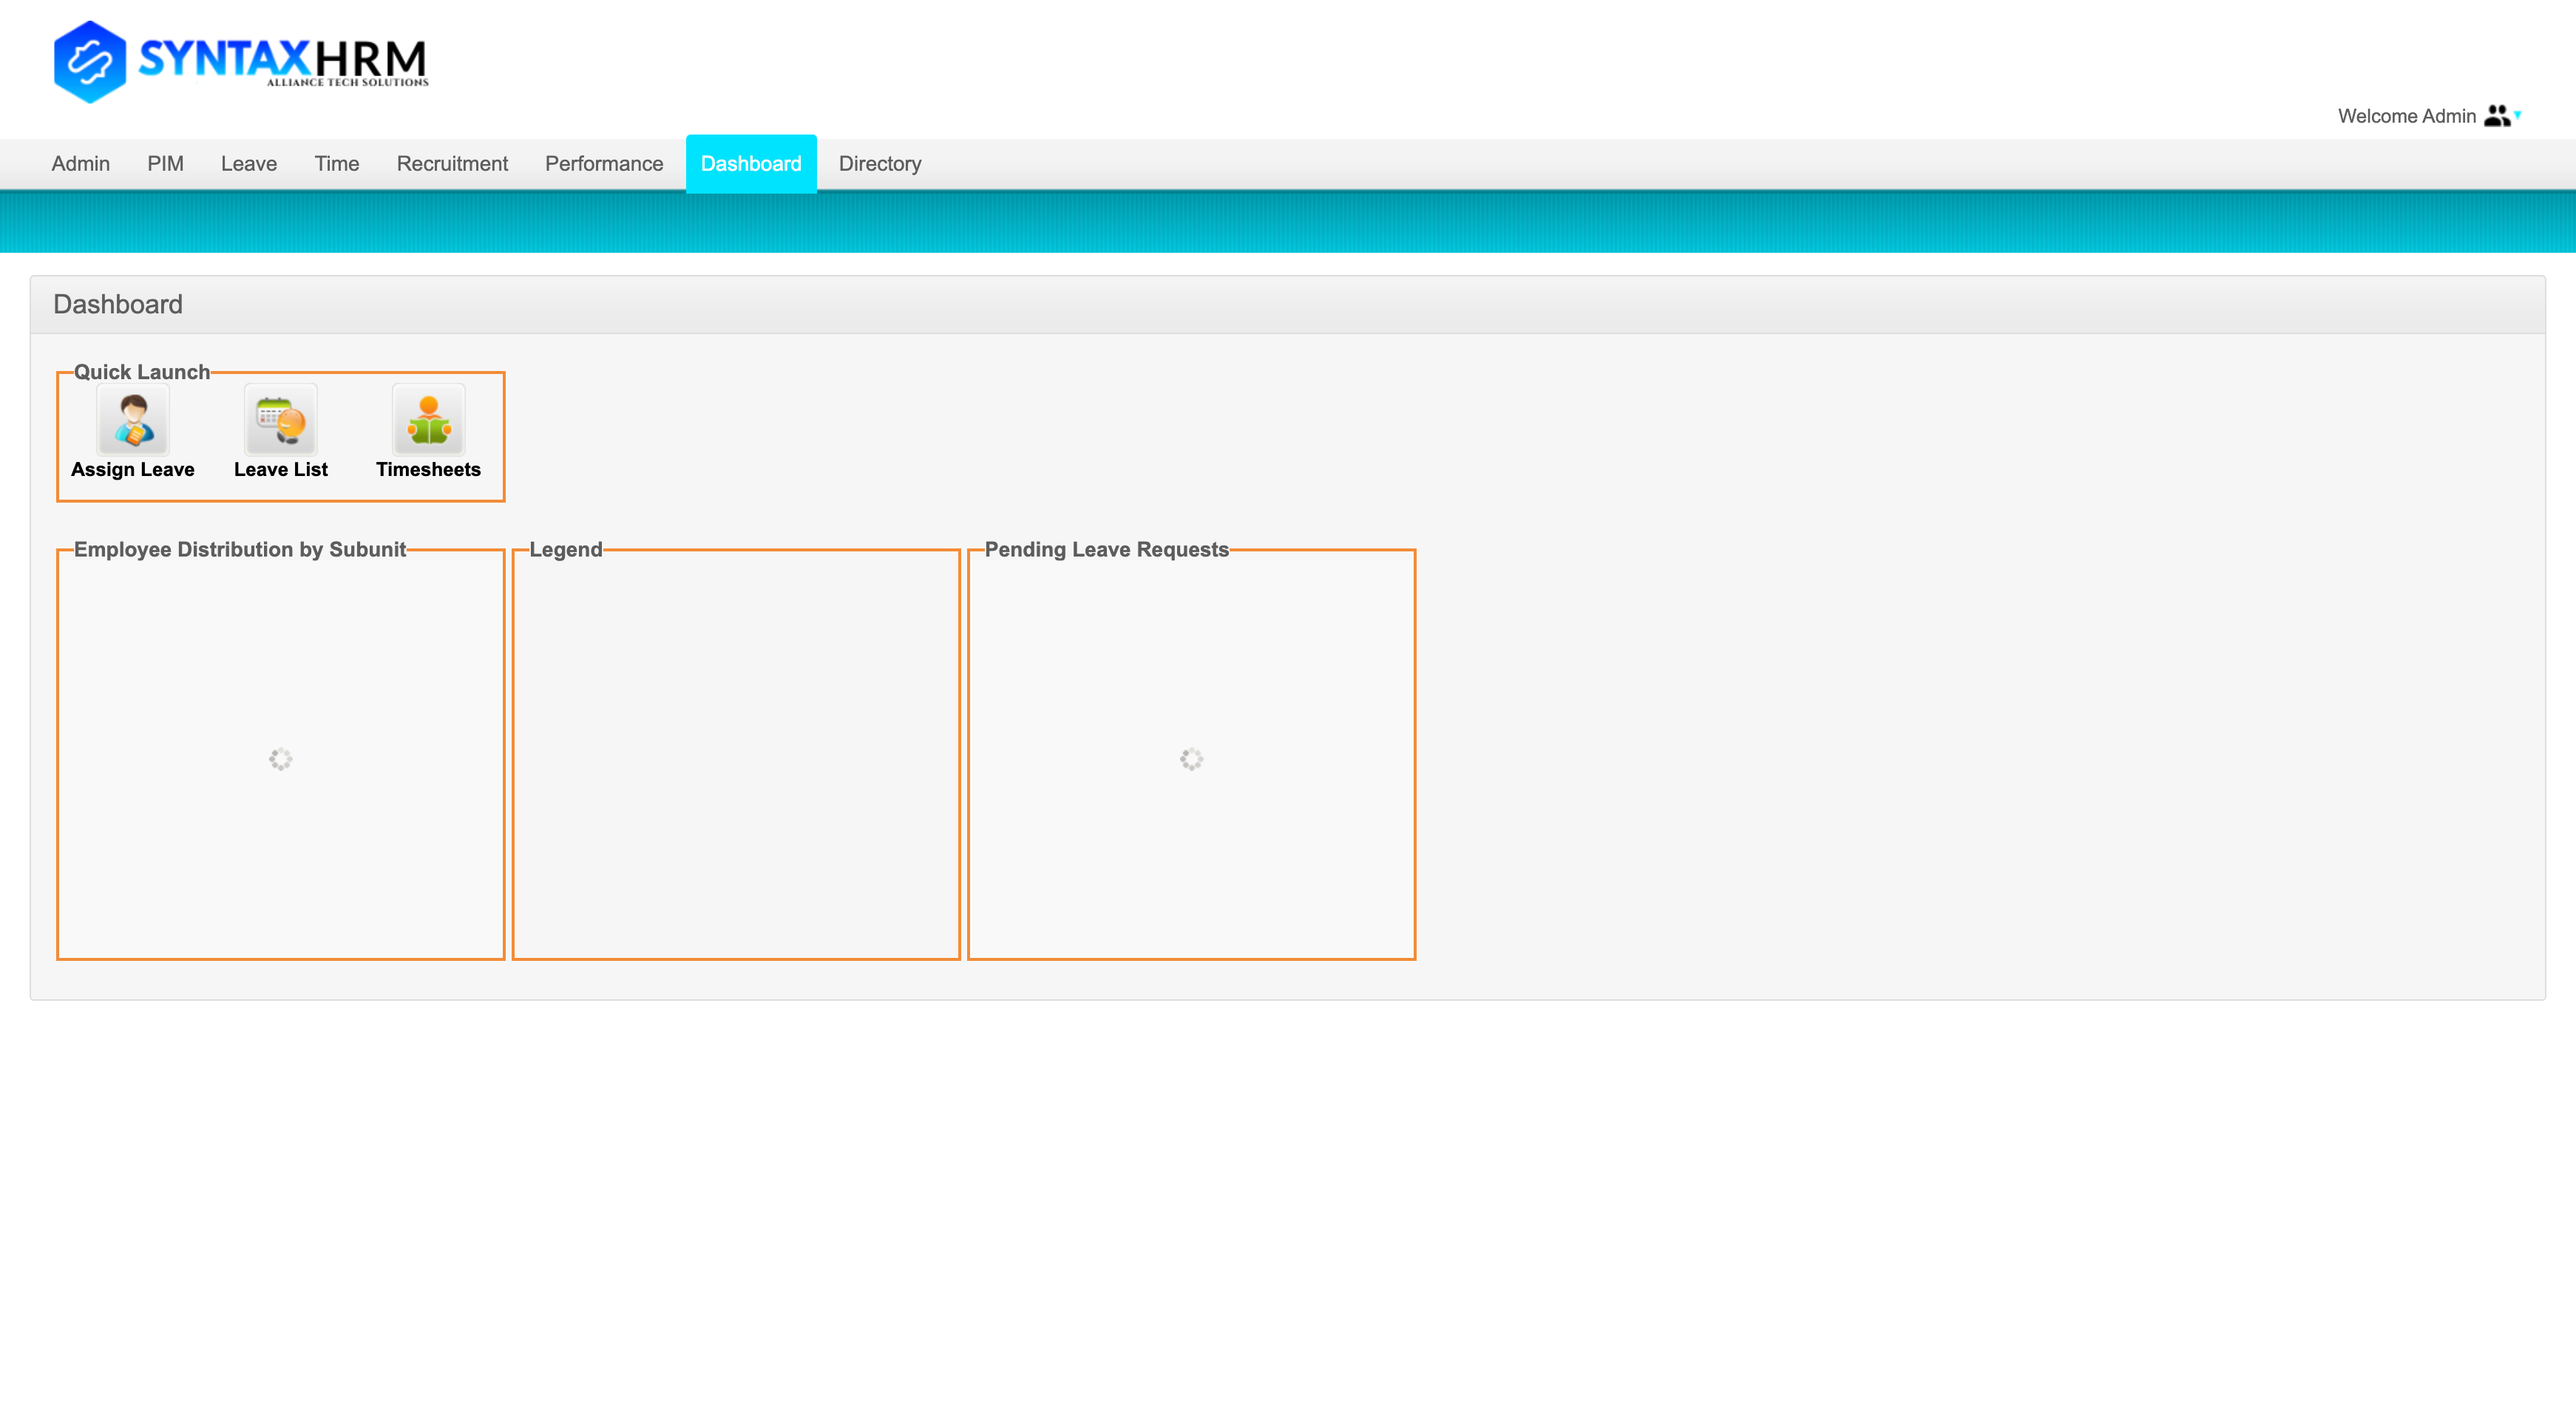 SYNTAXHRM
ALLIANCE TECH SOLUTIONS
Welcome Admin
Admin PIM Leave Time Recruitment Performance Dashboard Directory
Dashboard
Quick Launch
Assign Leave Leave List Timesheets
Employee Distribution by Subunit Legend Pending Leave Requests